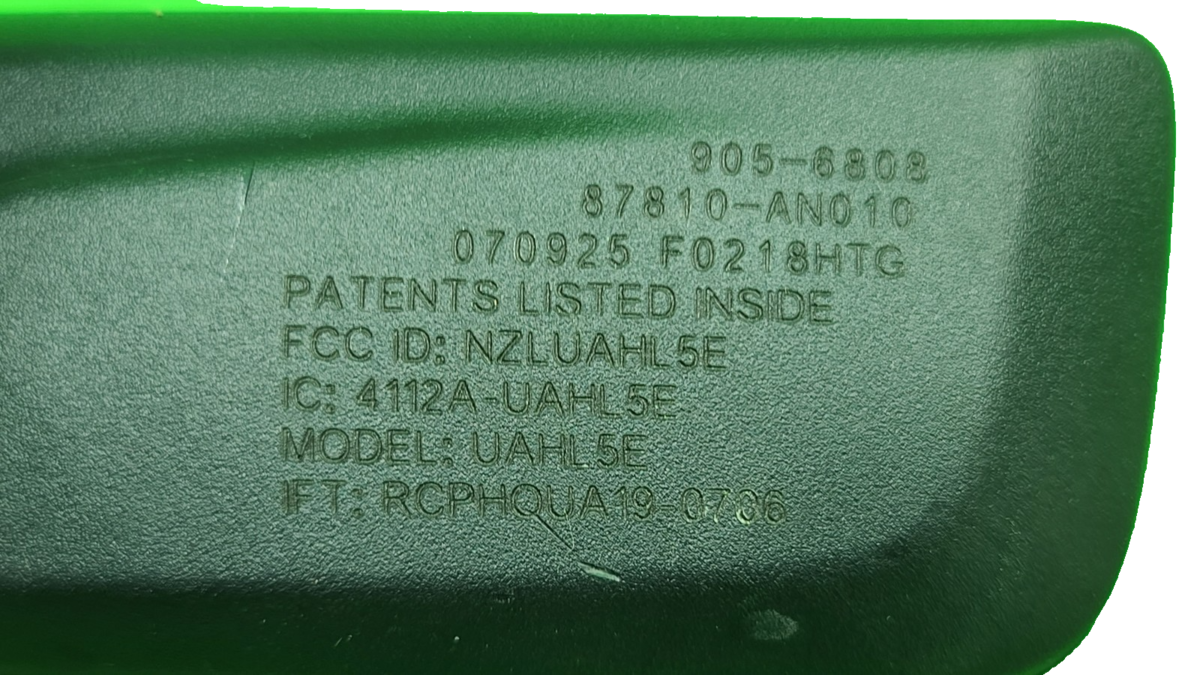 905-6808
87810-AN010
070925 F0218HTG
PATENTS LISTED INSIDE
FCC ID: NZLUAHL5E
IC: 4112A-UAHL5E
MODEL: UAHL5E
IFT: RCPHQUA19-0706